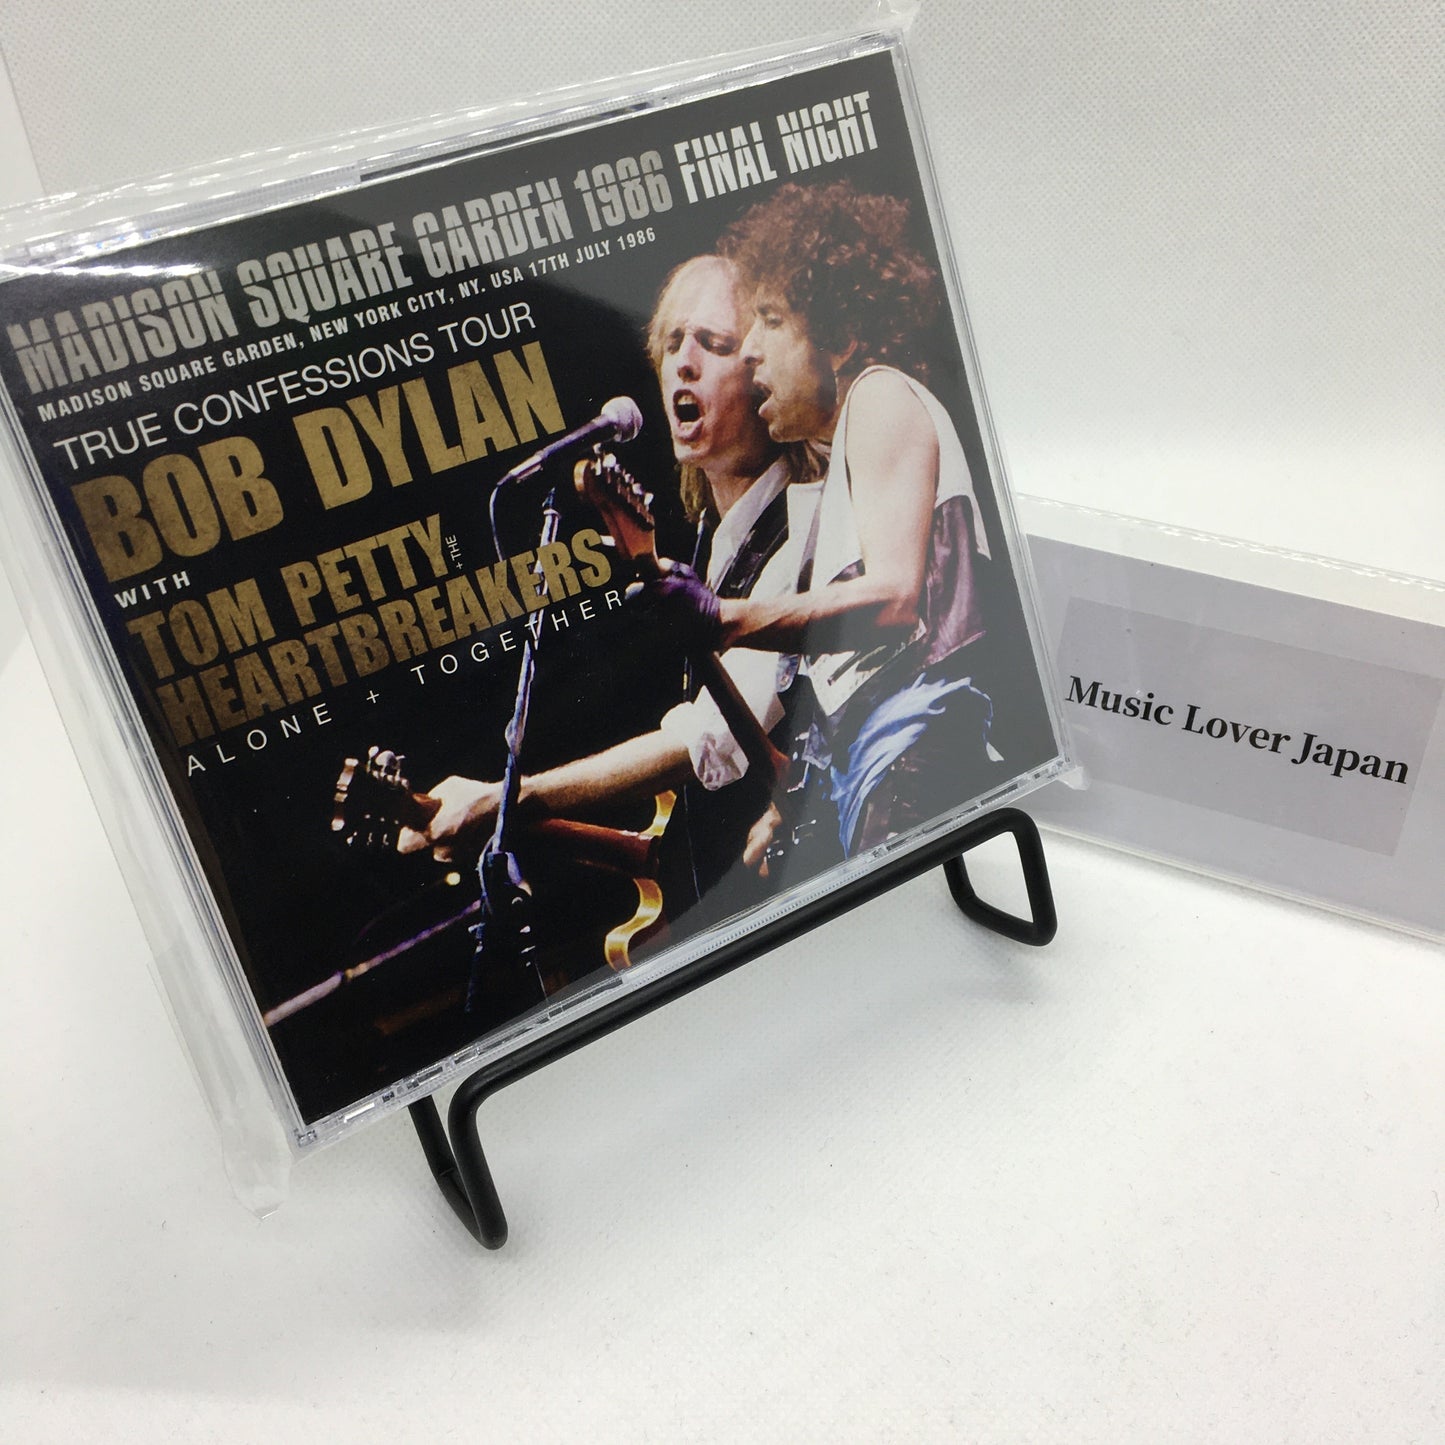 MADISON SQUARE GARDEN 1986 FINAL NIGHT
MADISON SQUARE GARDEN, NEW YORK CITY, NY. USA 17TH JULY 1986
TRUE CONFESSIONS TOUR
BOB DYLAN
WITH
TOM PETTY + THE
HEARTBREAKERS
ALONE + TOGETHER
Music Lover Japan